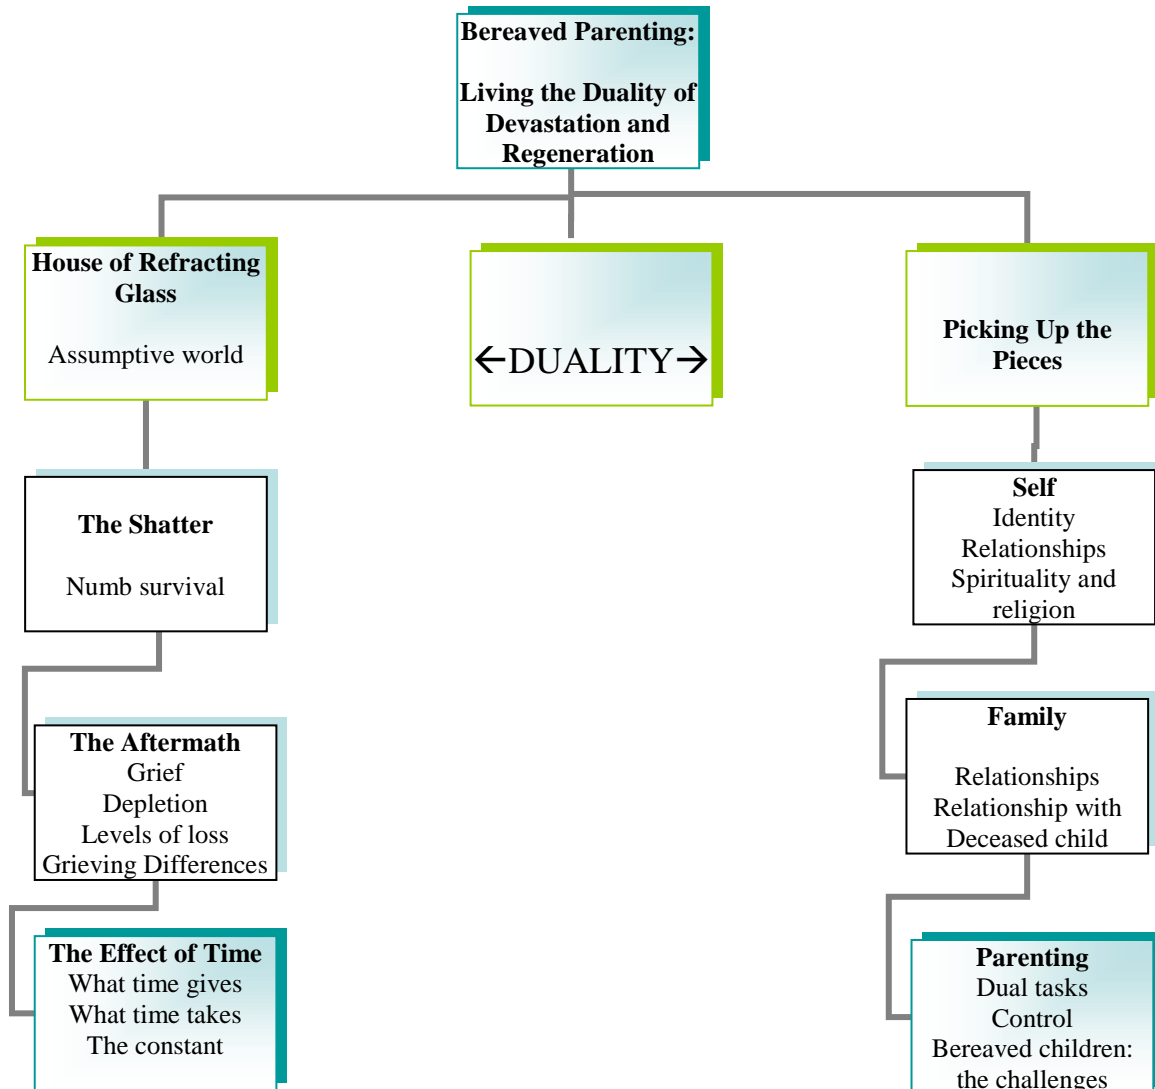 Bereaved Parenting:
Living the Duality of
Devastation and
Regeneration
House of Refracting
Glass
Assumptive world
←DUALITY→
Picking Up the
Pieces
The Shatter
Numb survival
Self
Identity
Relationships
Spirituality and
religion
The Aftermath
Grief
Depletion
Levels of loss
Grieving Differences
Family
Relationships
Relationship with
Deceased child
The Effect of Time
What time gives
What time takes
The constant
Parenting
Dual tasks
Control
Bereaved children:
the challenges